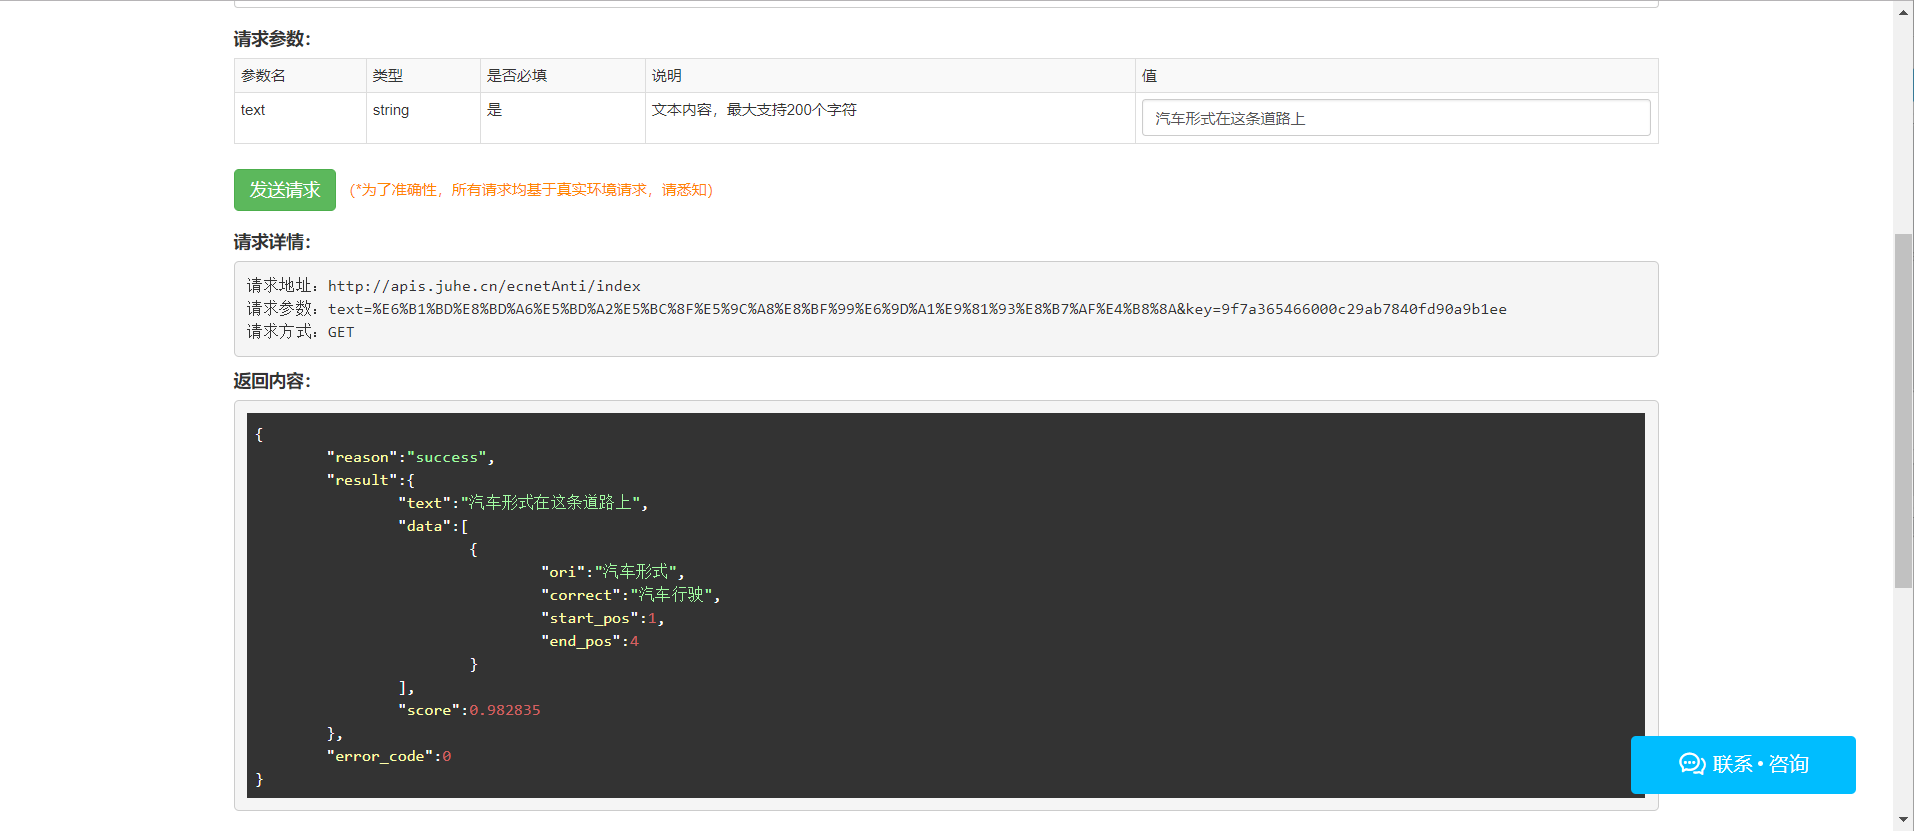 请求参数：
参数名 类型 是否必填 说明 值
text string 是 文本内容，最大支持200个字符 汽车形式在这条道路上
发送请求 (*为了准确性，所有请求均基于真实环境请求，请悉知)
请求详情：
请求地址：http://apis.juhe.cn/ecnetAnti/index
请求参数：text=%E6%B1%BD%E8%BD%A6%E5%BD%A2%E5%BC%8F%E5%9C%A8%E8%BF%99%E6%9D%A1%E9%81%93%E8%B7%AF%E4%B8%8A&key=9f7a365466000c29ab7840fd90a9b1ee
请求方式：GET
返回内容：
{
"reason":"success",
"result":{
"text":"汽车形式在这条道路上",
"data":[
{
"ori":"汽车形式",
"correct":"汽车行驶",
"start_pos":1,
"end_pos":4
}
],
"score":0.982835
},
"error_code":0
}
联系•咨询